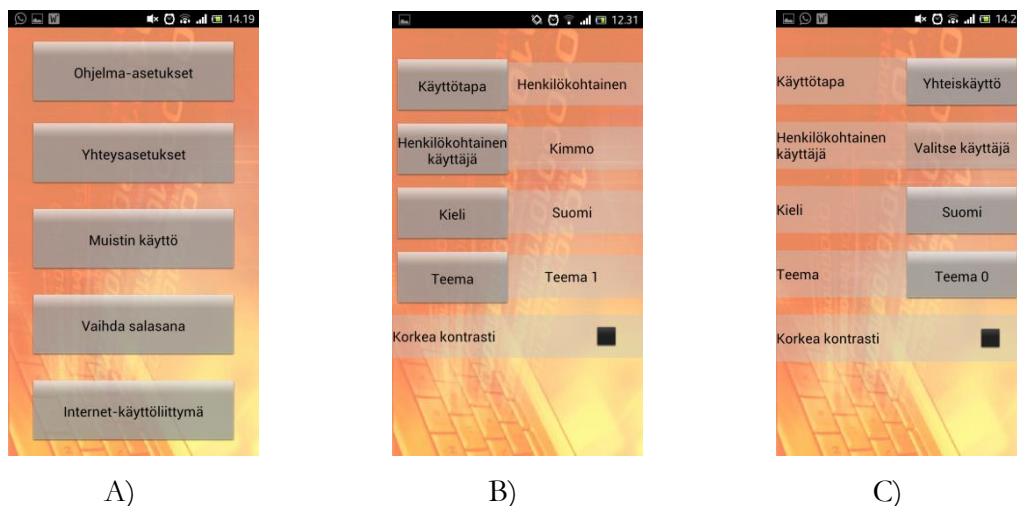 14.19
Ohjelma-asetukset
Yhteysasetukset
Muistin käyttö
Vaihda salasana
Internet-käyttöliittymä
A)
12.31
Käyttötapa Henkilökohtainen
Henkilökohtainen
käyttäjä Kimmo
Kieli Suomi
Teema Teema 1
Korkea kontrasti
B)
14.2
Käyttötapa Yhteiskäyttö
Henkilökohtainen
käyttäjä Valitse käyttäjä
Kieli Suomi
Teema Teema 0
Korkea kontrasti
C)